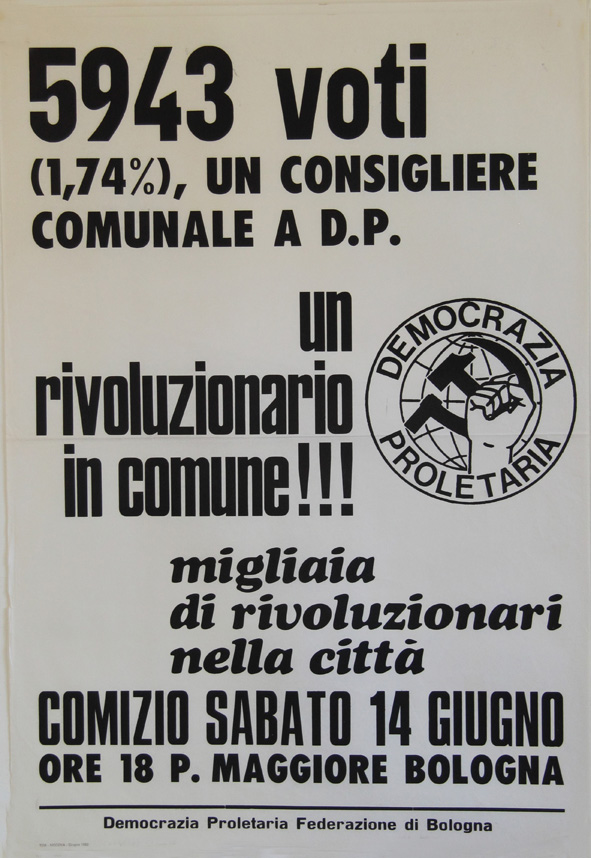 5943 voti
(1,74%), UN CONSIGLIERE
COMUNALE A D.P.
un
rivoluzionario
in comune!!!
DEMOCRAZIA
PROLETARIA
migliaia
di rivoluzionari
nella città
COMIZIO SABATO 14 GIUGNO
ORE 18 P. MAGGIORE BOLOGNA
Democrazia Proletaria Federazione di Bologna